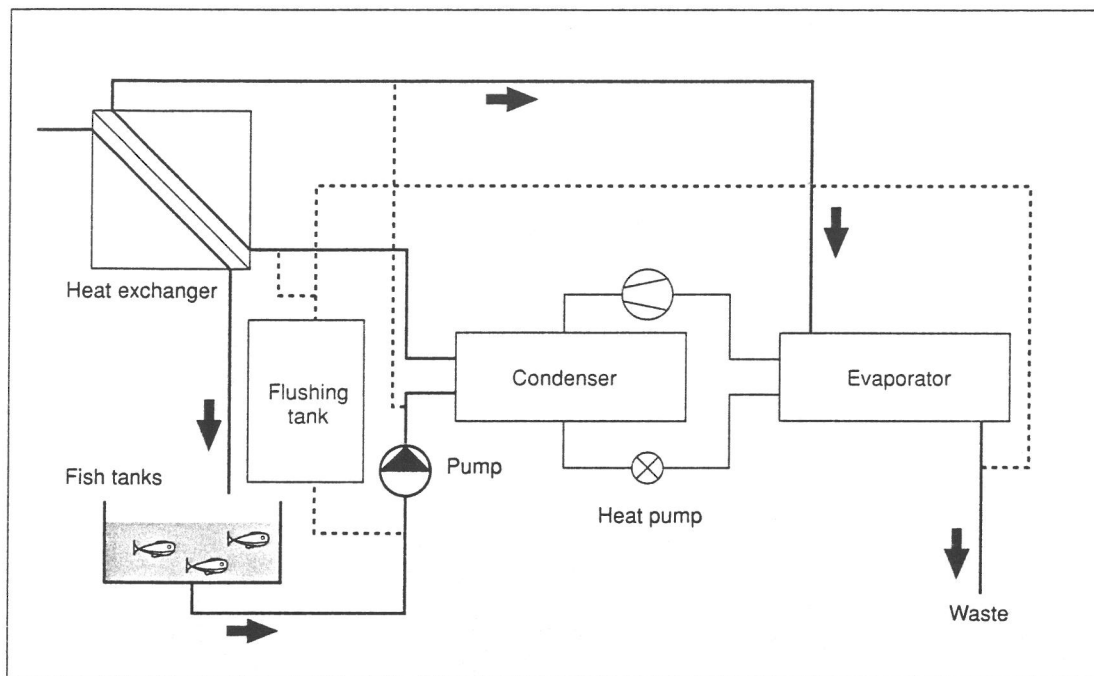 Heat exchanger
Flushing
tank
Condenser
Evaporator
Fish tanks
Pump
Heat pump
Waste